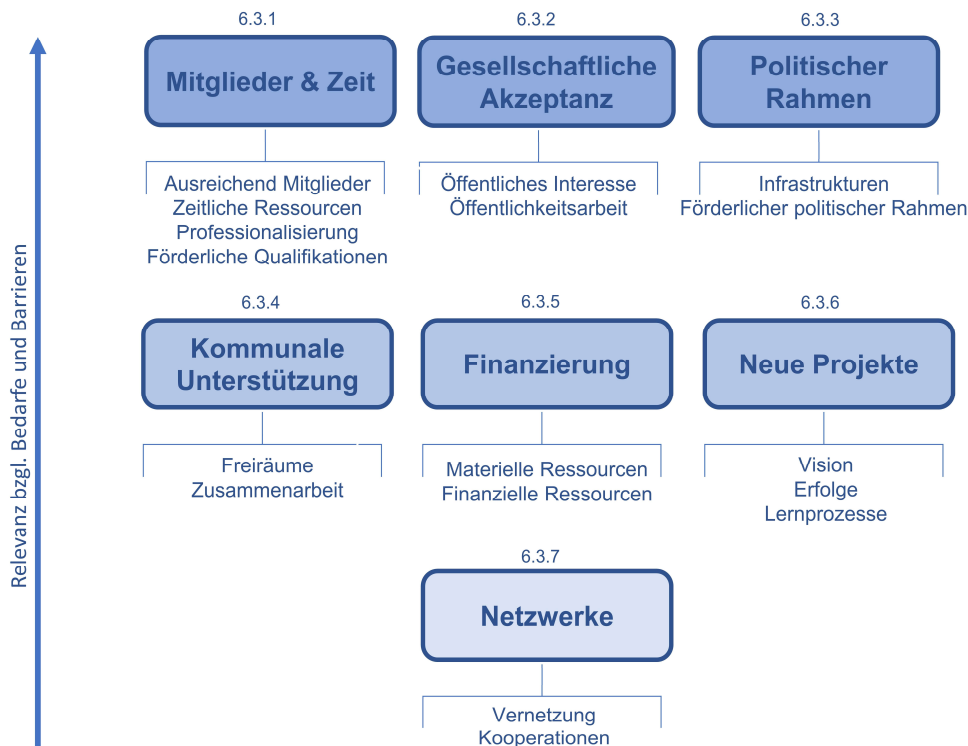 6.3.1
Mitglieder & Zeit
Ausreichend Mitglieder
Zeitliche Ressourcen
Professionalisierung
Förderliche Qualifikationen
6.3.2
Gesellschaftliche
Akzeptanz
Öffentliches Interesse
Öffentlichkeitsarbeit
6.3.3
Politischer
Rahmen
Infrastrukturen
Förderlicher politischer Rahmen
6.3.4
Kommunale
Unterstützung
Freiräume
Zusammenarbeit
6.3.5
Finanzierung
Materielle Ressourcen
Finanzielle Ressourcen
6.3.6
Neue Projekte
Vision
Erfolge
Lernprozesse
6.3.7
Netzwerke
Vernetzung
Kooperationen
Relevanz bzgl. Bedarfe und Barrieren